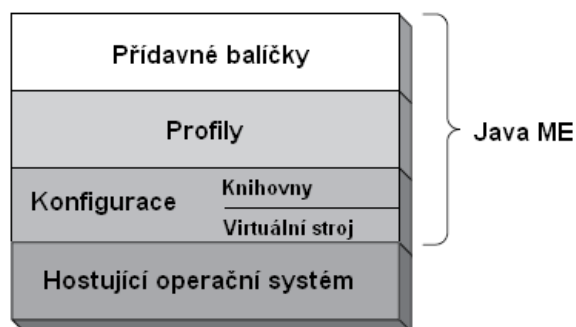 Přídavné balíčky
Profily
Java ME
Konfigurace
Knihovny
Virtuální stroj
Hostující operační systém